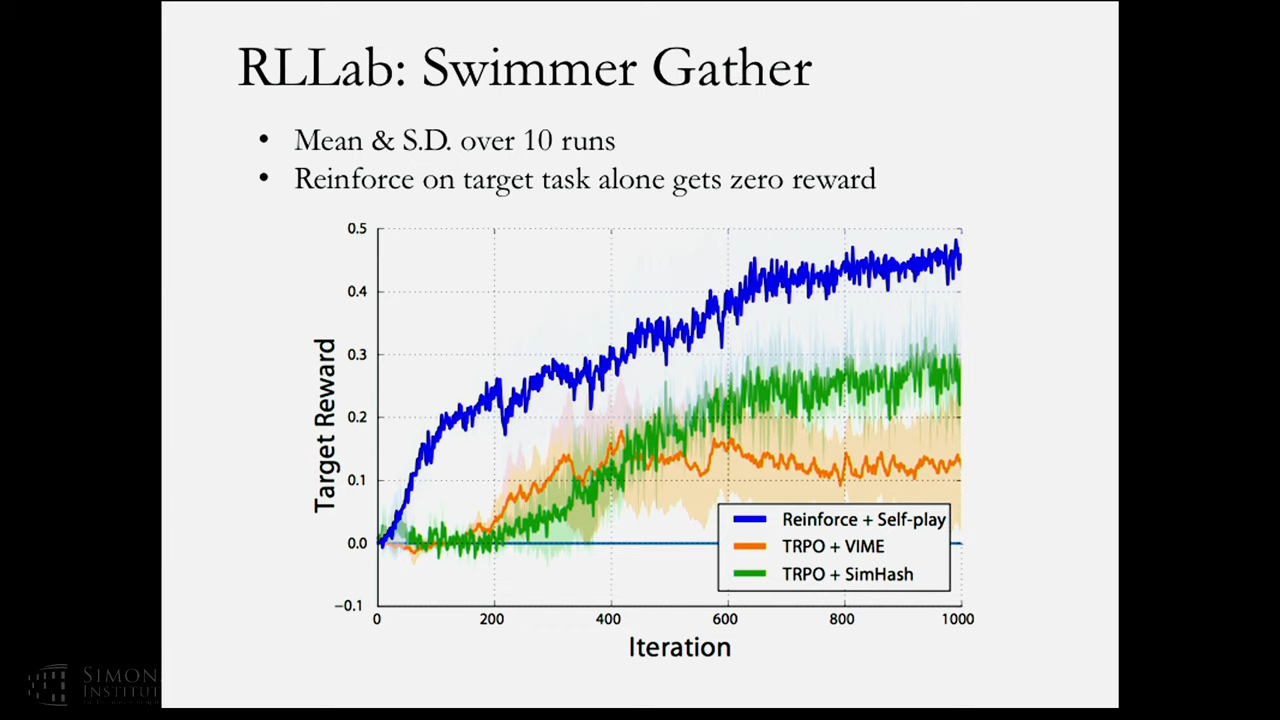 RLLab: Swimmer Gather
• Mean & S.D. over 10 runs
• Reinforce on target task alone gets zero reward
0.5
0.4
0.3
0.2
0.1
0.0
−0.1
Target Reward
Reinforce + Self-play
TRPO + VIME
TRPO + SimHash
0 200 400 600 800 1000
Iteration
SIMONS
INSTITUT